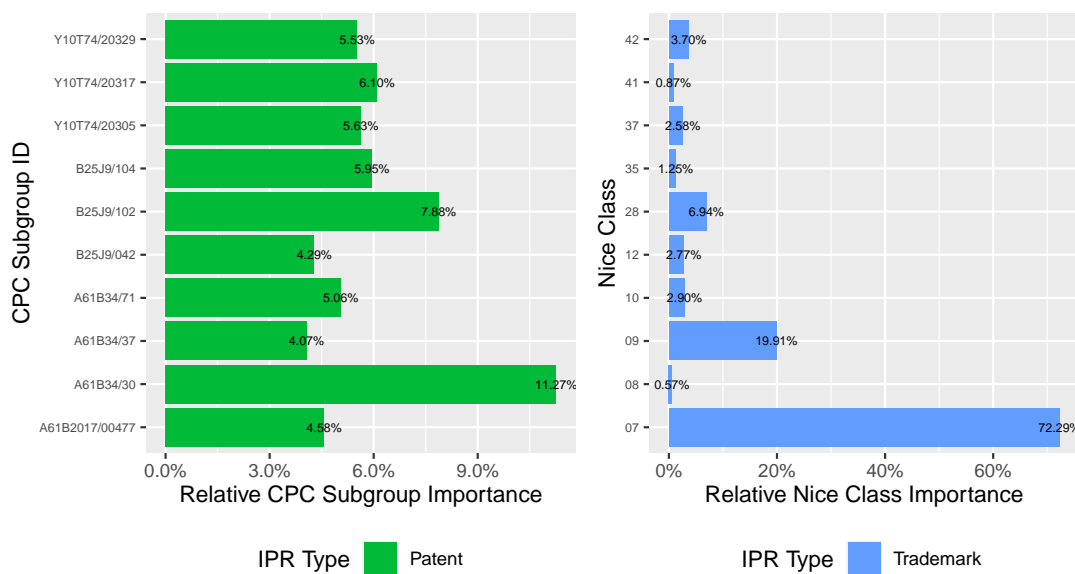 CPC Subgroup ID
Y10T74/20329
5.53%
Y10T74/20317
6.10%
Y10T74/20305
5.63%
B25J9/104
5.95%
B25J9/102
7.88%
B25J9/042
4.29%
A61B34/71
5.06%
A61B34/37
4.07%
A61B34/30
11.27%
A61B2017/00477
4.58%
0.0% 3.0% 6.0% 9.0%
Relative CPC Subgroup Importance
IPR Type Patent
Nice Class
42
3.70%
41
0.87%
37
2.58%
35
1.25%
28
6.94%
12
2.77%
10
2.90%
09
19.91%
08
0.57%
07
72.29%
0% 20% 40% 60%
Relative Nice Class Importance
IPR Type Trademark